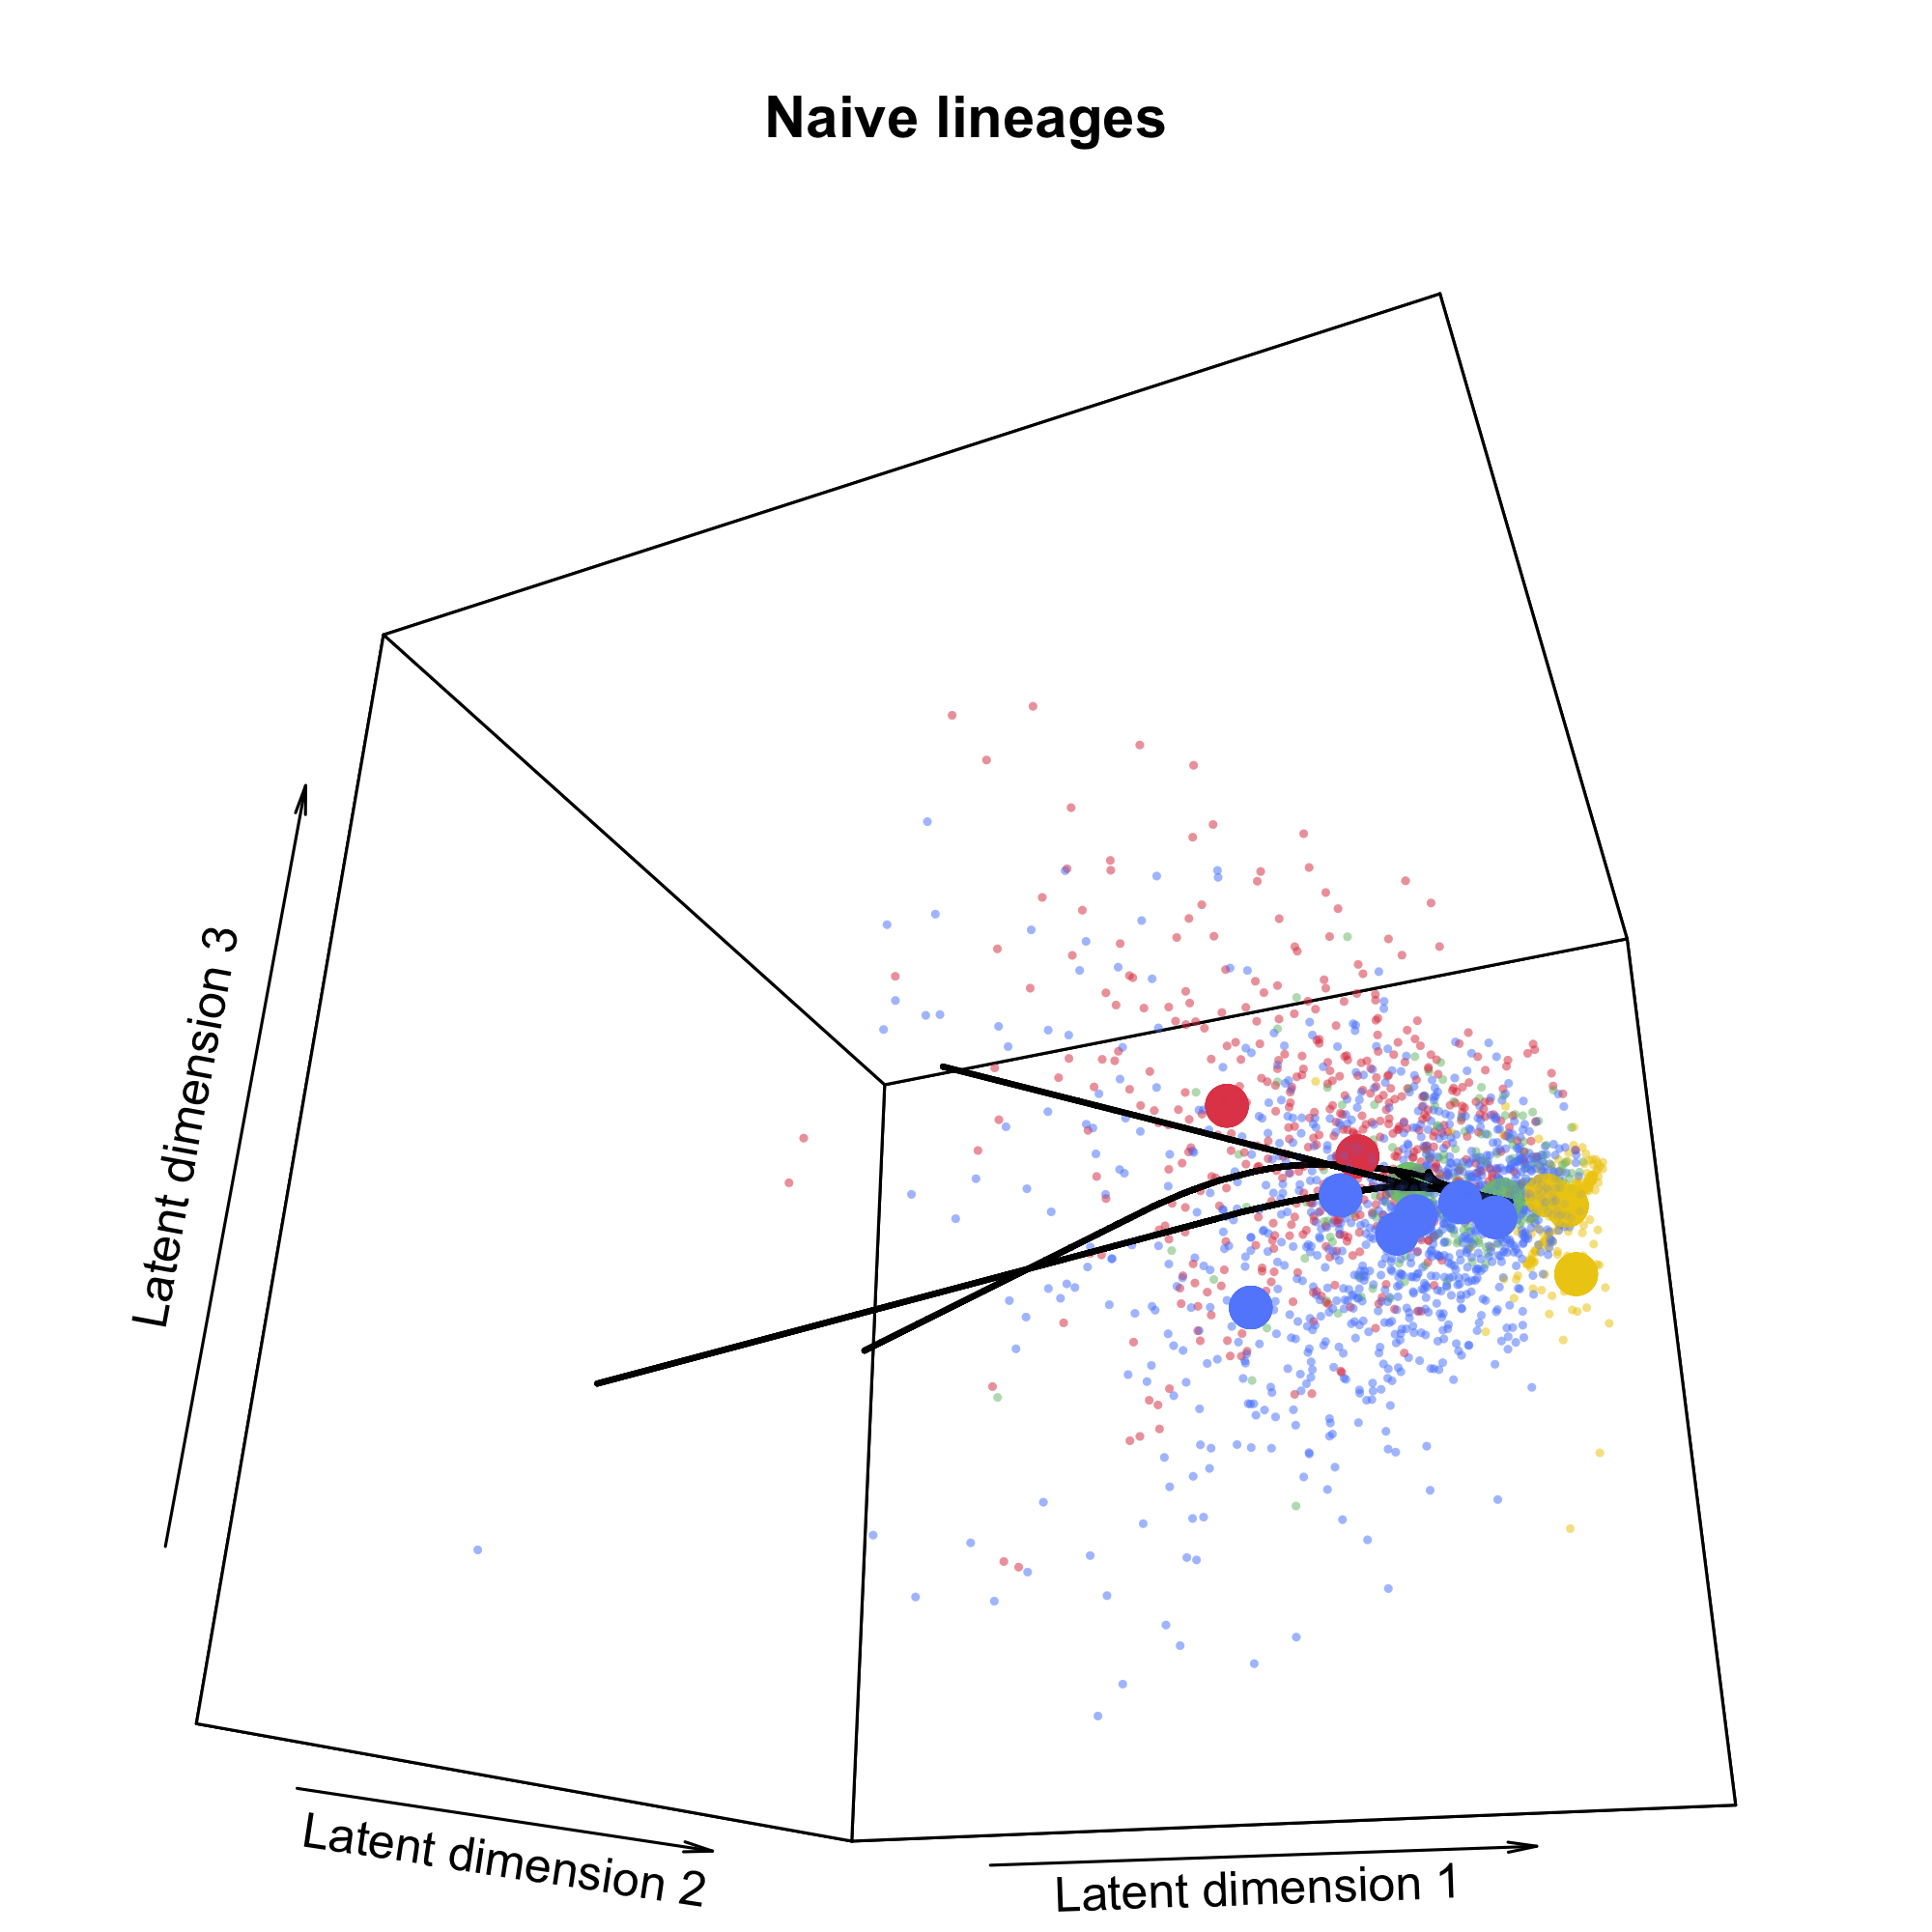 Naive lineages
Latent dimension 3
Latent dimension 2
Latent dimension 1